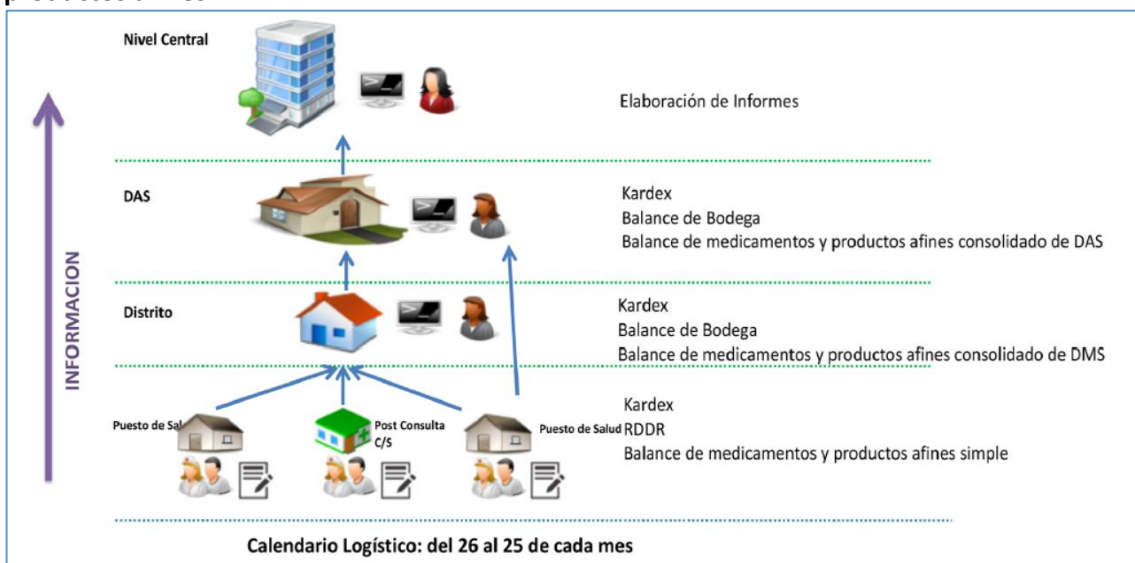 Nivel Central
Elaboración de Informes
DAS
Kardex
Balance de Bodega
Balance de medicamentos y productos afines consolidado de DAS
INFORMACION
Distrito
Kardex
Balance de Bodega
Balance de medicamentos y productos afines consolidado de DMS
Puesto de Sal
Post Consulta
C/S
Puesto de Salud
Kardex
RDDR
Balance de medicamentos y productos afines simple
Calendario Logístico: del 26 al 25 de cada mes